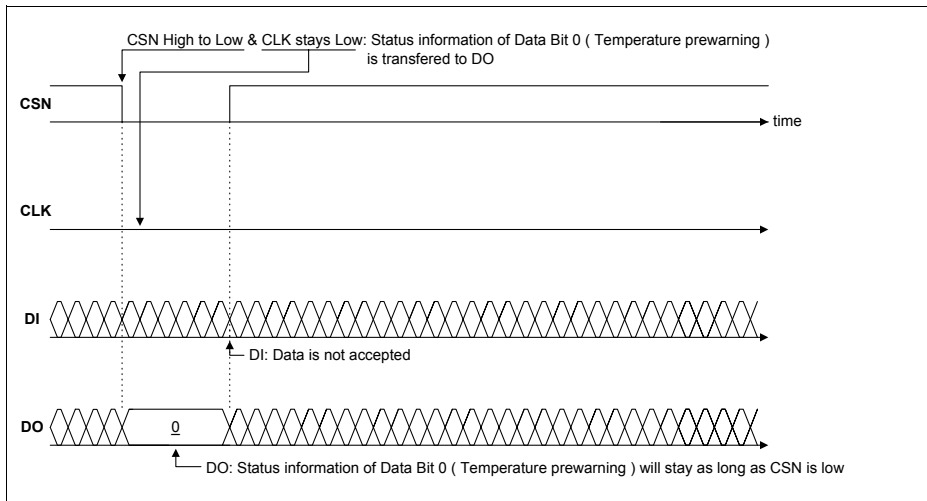 CSN High to Low & CLK stays Low: Status information of Data Bit 0 ( Temperature prewarning )
is transfered to DO
CSN
time
CLK
DI
DI: Data is not accepted
DO
0
DO: Status information of Data Bit 0 ( Temperature prewarning ) will stay as long as CSN is low